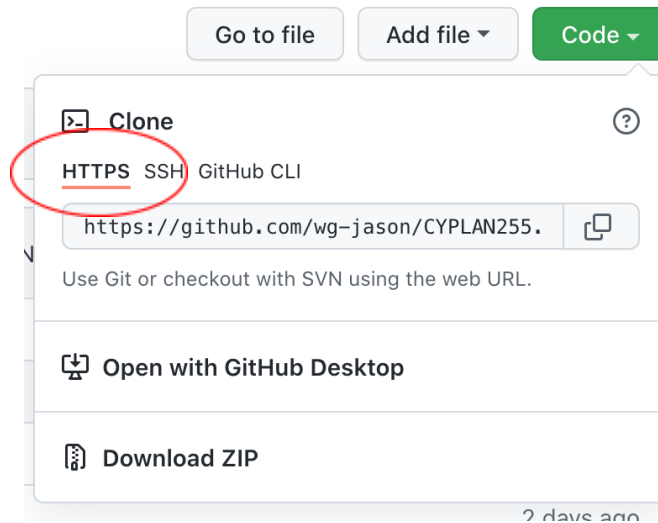 Go to file Add file Code
Clone
HTTPS SSH GitHub CLI
https://github.com/wg-jason/CYPLAN255.
Use Git or checkout with SVN using the web URL.
Open with GitHub Desktop
Download ZIP
2 days ago